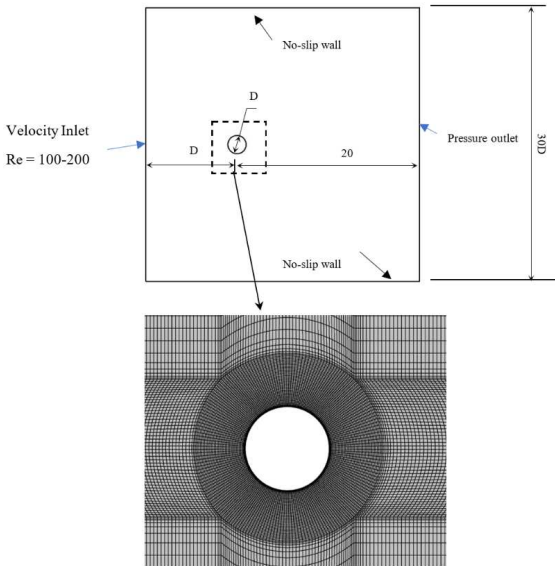 No-slip wall
D
Velocity Inlet
Re = 100-200
Pressure outlet
D
20
30D
No-slip wall